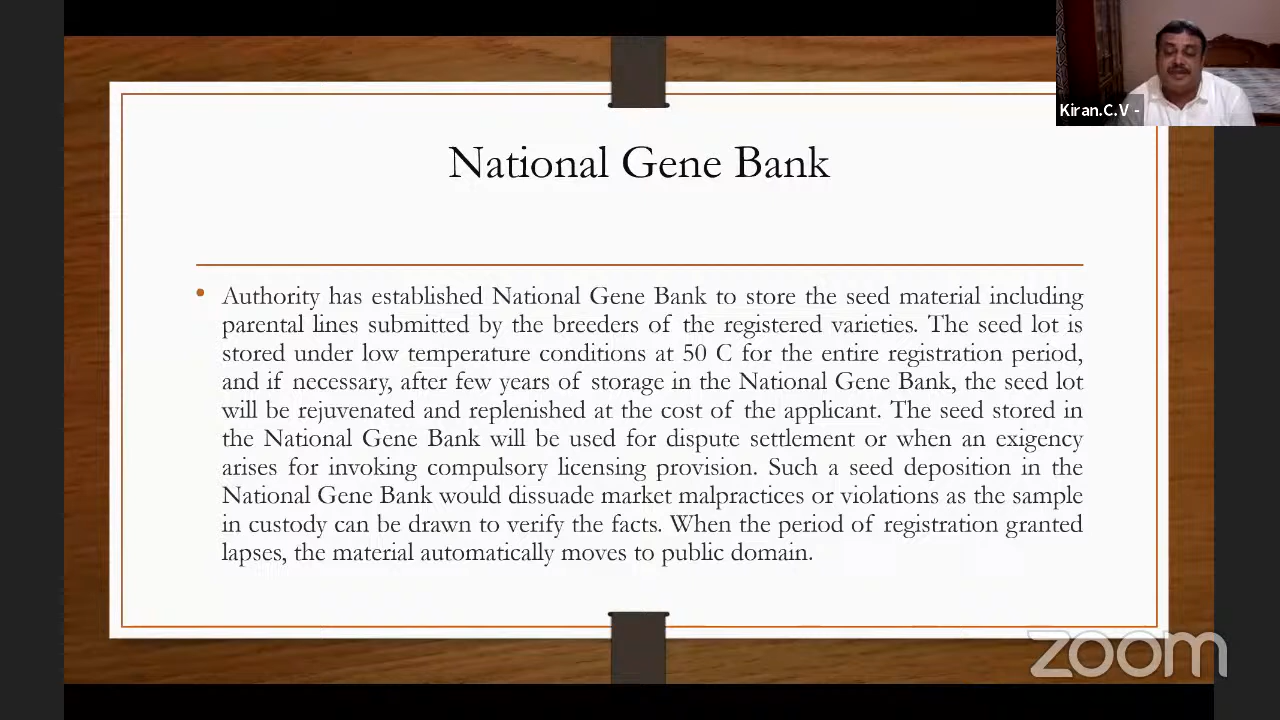 Kiran.C.V -
National Gene Bank
• Authority has established National Gene Bank to store the seed material including
parental lines submitted by the breeders of the registered varieties. The seed lot is
stored under low temperature conditions at 50 C for the entire registration period,
and if necessary, after few years of storage in the National Gene Bank, the seed lot
will be rejuvenated and replenished at the cost of the applicant. The seed stored in
the National Gene Bank will be used for dispute settlement or when an exigency
arises for invoking compulsory licensing provision. Such a seed deposition in the
National Gene Bank would dissuade market malpractices or violations as the sample
in custody can be drawn to verify the facts. When the period of registration granted
lapses, the material automatically moves to public domain.
zoom